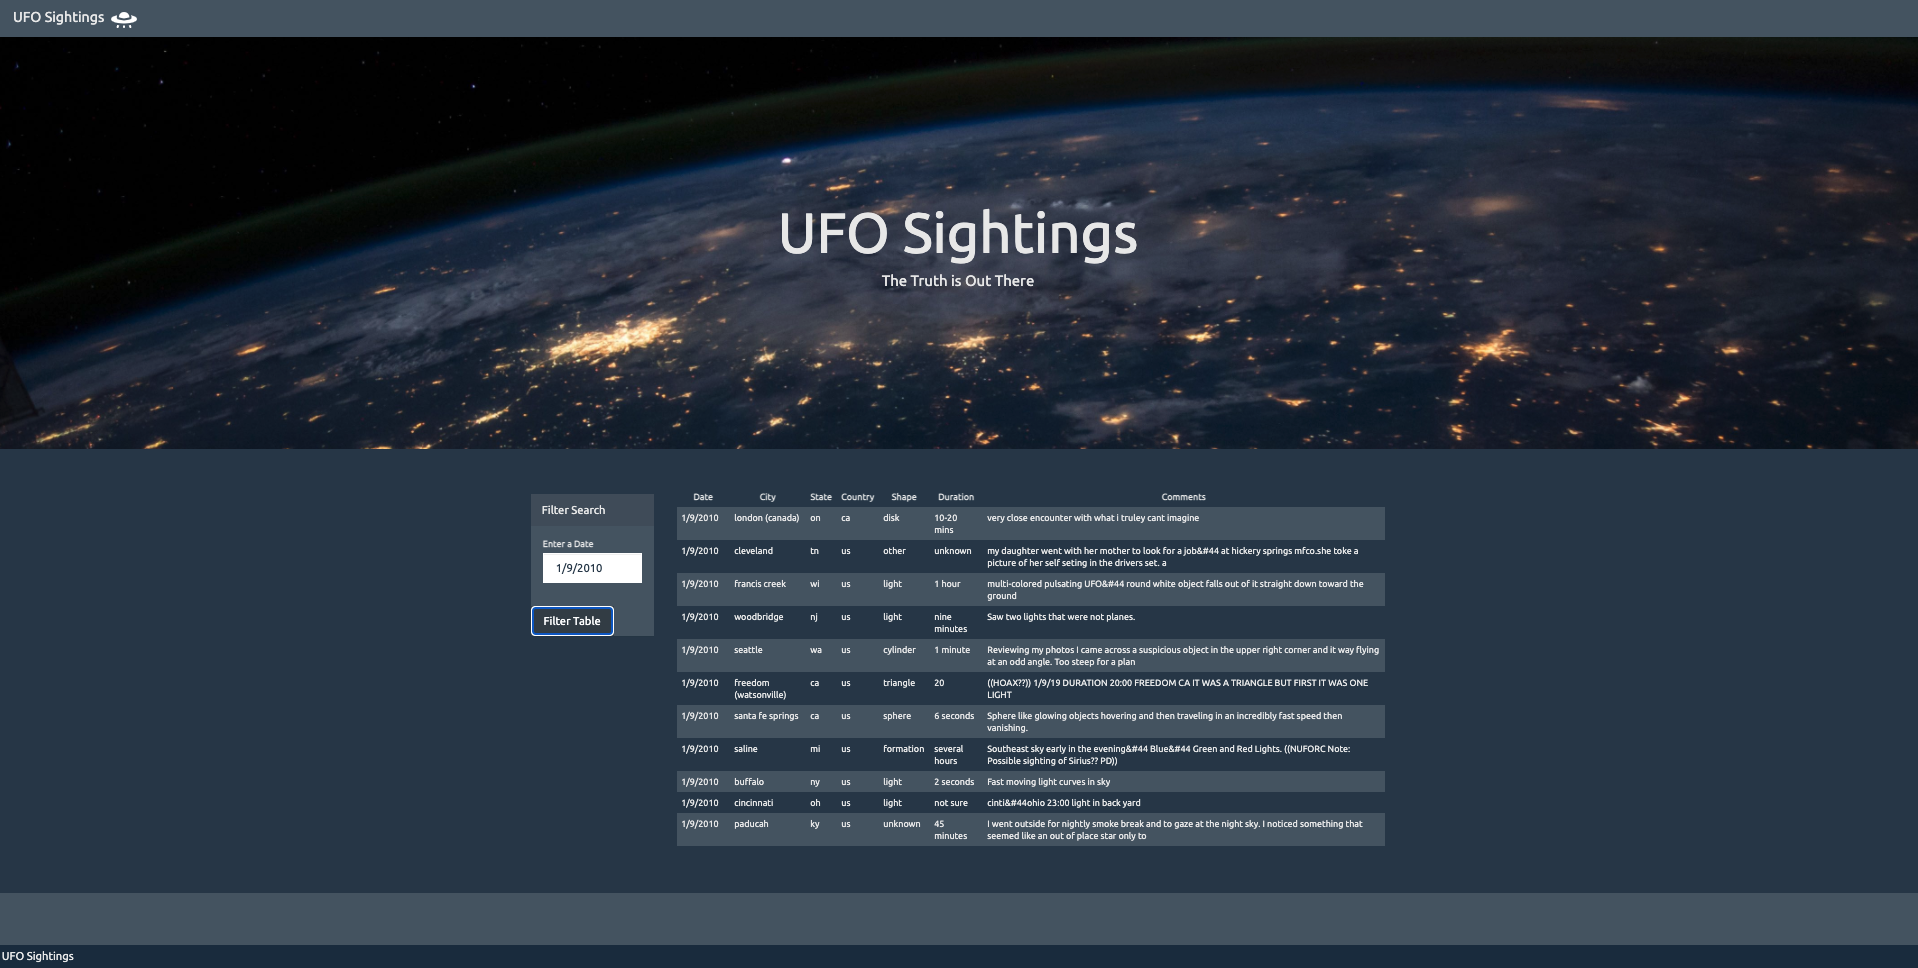 UFO Sightings
UFO Sightings
The Truth is Out There
Filter Search
Enter a Date
1/9/2010
Filter Table
Date City State Country Shape Duration Comments
1/9/2010 london (canada) on ca disk 10-20 very close encounter with what i truley cant imagine
mins
1/9/2010 cleveland tn us other unknown my daughter went with her mother to look for a job&#44 at hickery springs mfco.she toke a
picture of her self seting in the drivers set. a
1/9/2010 francis creek wi us light 1 hour multi-colored pulsating UFO&#44 round white object falls out of it straight down toward the
ground
1/9/2010 woodbridge nj us light nine Saw two lights that were not planes.
minutes
1/9/2010 seattle wa us cylinder 1 minute Reviewing my photos I came across a suspicious object in the upper right corner and it way flying
at an odd angle. Too steep for a plan
1/9/2010 freedom ca us triangle 20 ((HOAX??)) 1/9/19 DURATION 20:00 FREEDOM CA IT WAS A TRIANGLE BUT FIRST IT WAS ONE
(watsonville) LIGHT
1/9/2010 santa fe springs ca us sphere 6 seconds Sphere like glowing objects hovering and then traveling in an incredibly fast speed then
vanishing.
1/9/2010 saline mi us formation several Southeast sky early in the evening&#44 Blue&#44 Green and Red Lights. ((NUFORC Note:
hours Possible sighting of Sirius?? PD))
1/9/2010 buffalo ny us light 2 seconds Fast moving light curves in sky
1/9/2010 cincinnati oh us light not sure cinti&#44ohio 23:00 light in back yard
1/9/2010 paducah ky us unknown 45 I went outside for nightly smoke break and to gaze at the night sky. I noticed something that
minutes seemed like an out of place star only to
UFO Sightings